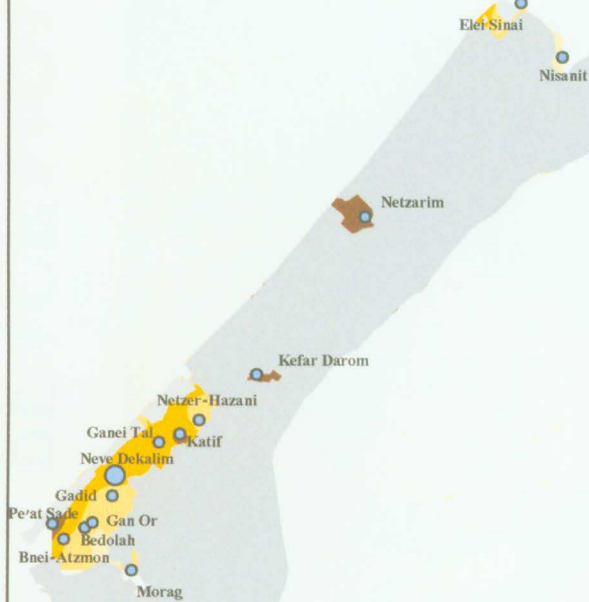 Elei Sinai
Nisanit
Netzarim
Kefar Darom
Netzer-Hazani
Ganei Tal
Katif
Neve Dekalim
Gadid
Pe'at Sade
Gan Or
Bedolah
Bnei-Atzmon
Morag